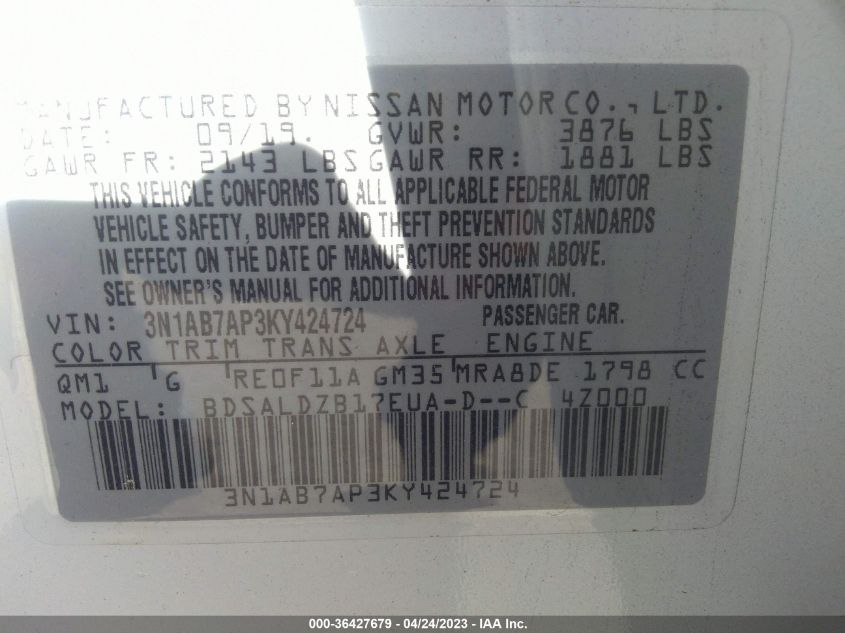 MANUFACTURED BY NISSAN MOTOR CO., LTD.
DATE: 09/19. GVWR: 3876 LBS
GAWR FR: 2143 LBS GAWR RR: 1881 LBS
THIS VEHICLE CONFORMS TO ALL APPLICABLE FEDERAL MOTOR
VEHICLE SAFETY, BUMPER AND THEFT PREVENTION STANDARDS
IN EFFECT ON THE DATE OF MANUFACTURE SHOWN ABOVE.
SEE OWNER'S MANUAL FOR ADDITIONAL INFORMATION.
VIN: 3N1AB7AP3KY424724 PASSENGER CAR.
COLOR TRIM TRANS AXLE ENGINE
QM1 G RE0F11A GM35 MRA8DE 1798 CC
MODEL: BDSALDZB17EUA-D--C 4Z000
3N1AB7AP3KY424724
000-36427679 - 04/24/2023 - IAA Inc.